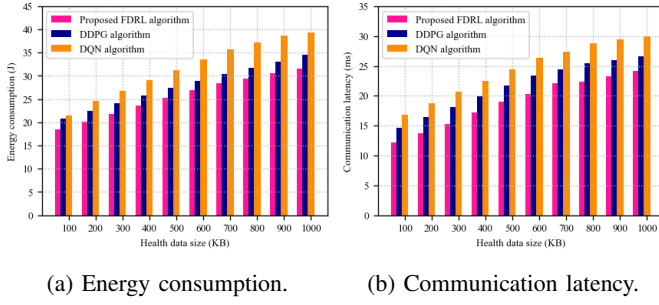 Proposed FDRL algorithm
DDPG algorithm
DQN algorithm
Energy consumption (J)
45
40
35
30
25
20
15
10
5
0
100 200 300 400 500 600 700 800 900 1000
Health data size (KB)
(a) Energy consumption.
Proposed FDRL algorithm
DDPG algorithm
DQN algorithm
Communication latency (ms)
35
30
25
20
15
10
5
0
100 200 300 400 500 600 700 800 900 1000
Health data size (KB)
(b) Communication latency.